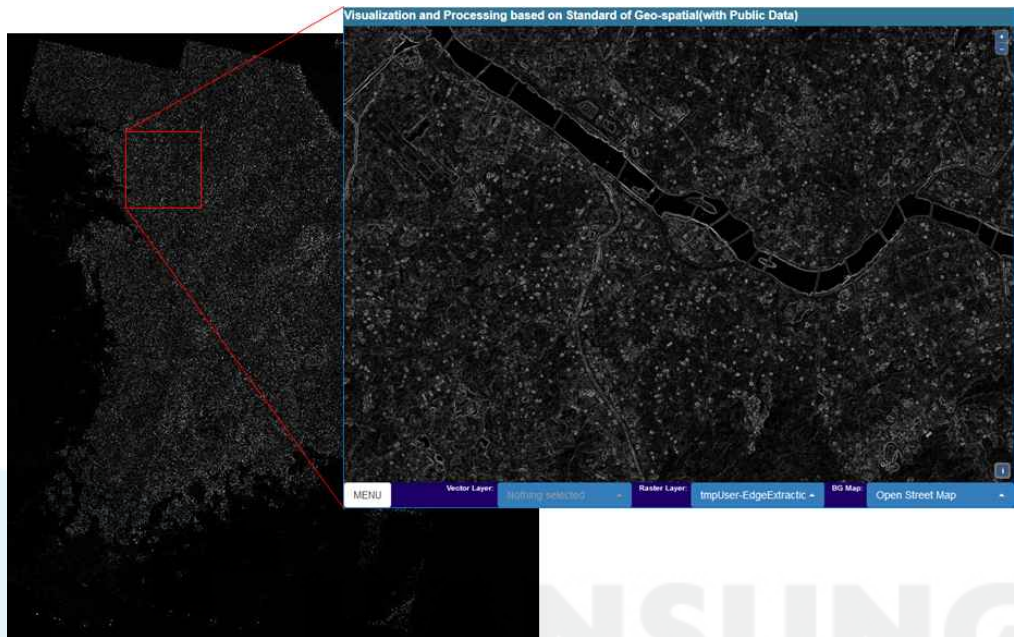 Visualization and Processing based on Standard of Geo-spatial(with Public Data)
+
−
i
MENU
Vector Layer:
Nothing selected
Raster Layer:
tmpUser-EdgeExtractic
BG Map:
Open Street Map
NSUNG